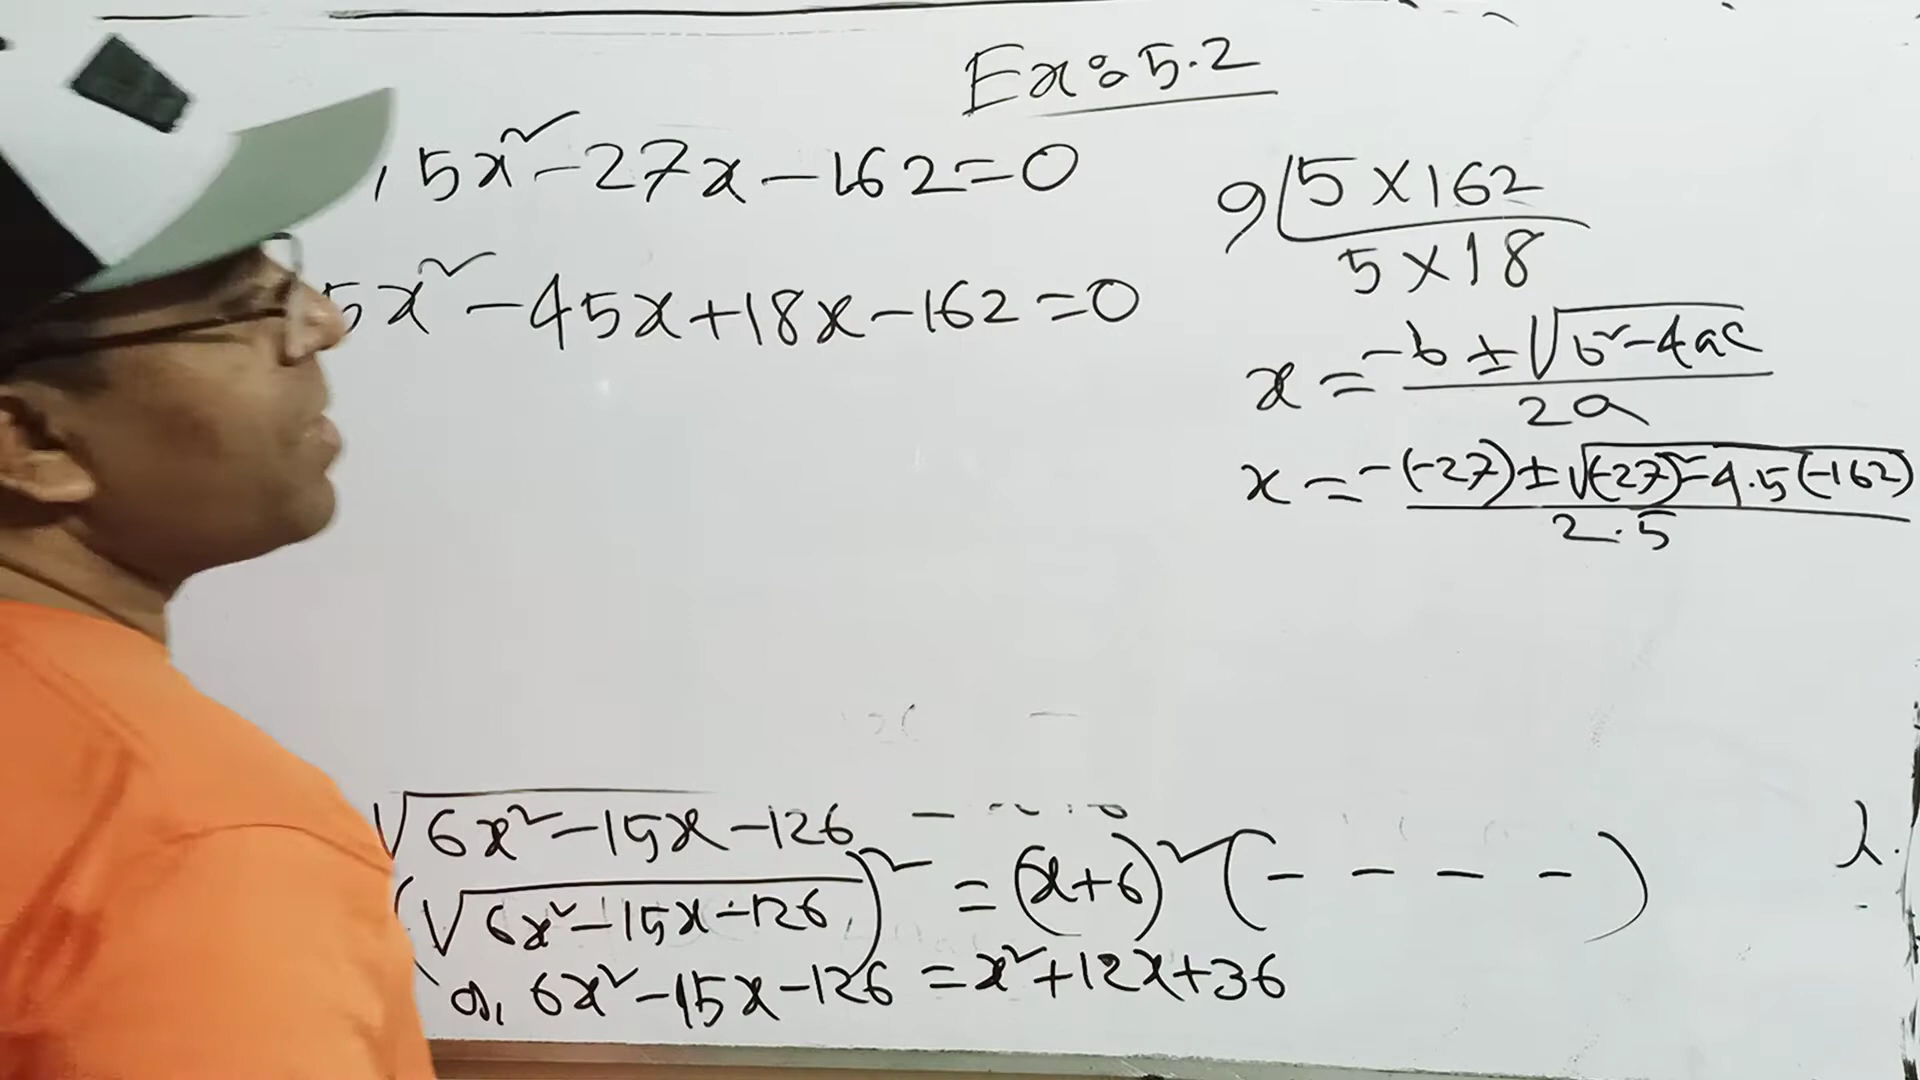 Ex: 5.2
, 5x² - 27x - 162 = 0
5x² - 45x + 18x - 162 = 0
9 | 5 × 162
5 × 18
x = (-b ± √(b² - 4ac)) / 2a
x = (-(-27) ± √((-27)² - 4.5(-162))) / 2.5
√(6x² - 15x - 126)
(√(6x² - 15x - 126))² = (x + 6)² (- - - -)
6x² - 15x - 126 = x² + 12x + 36